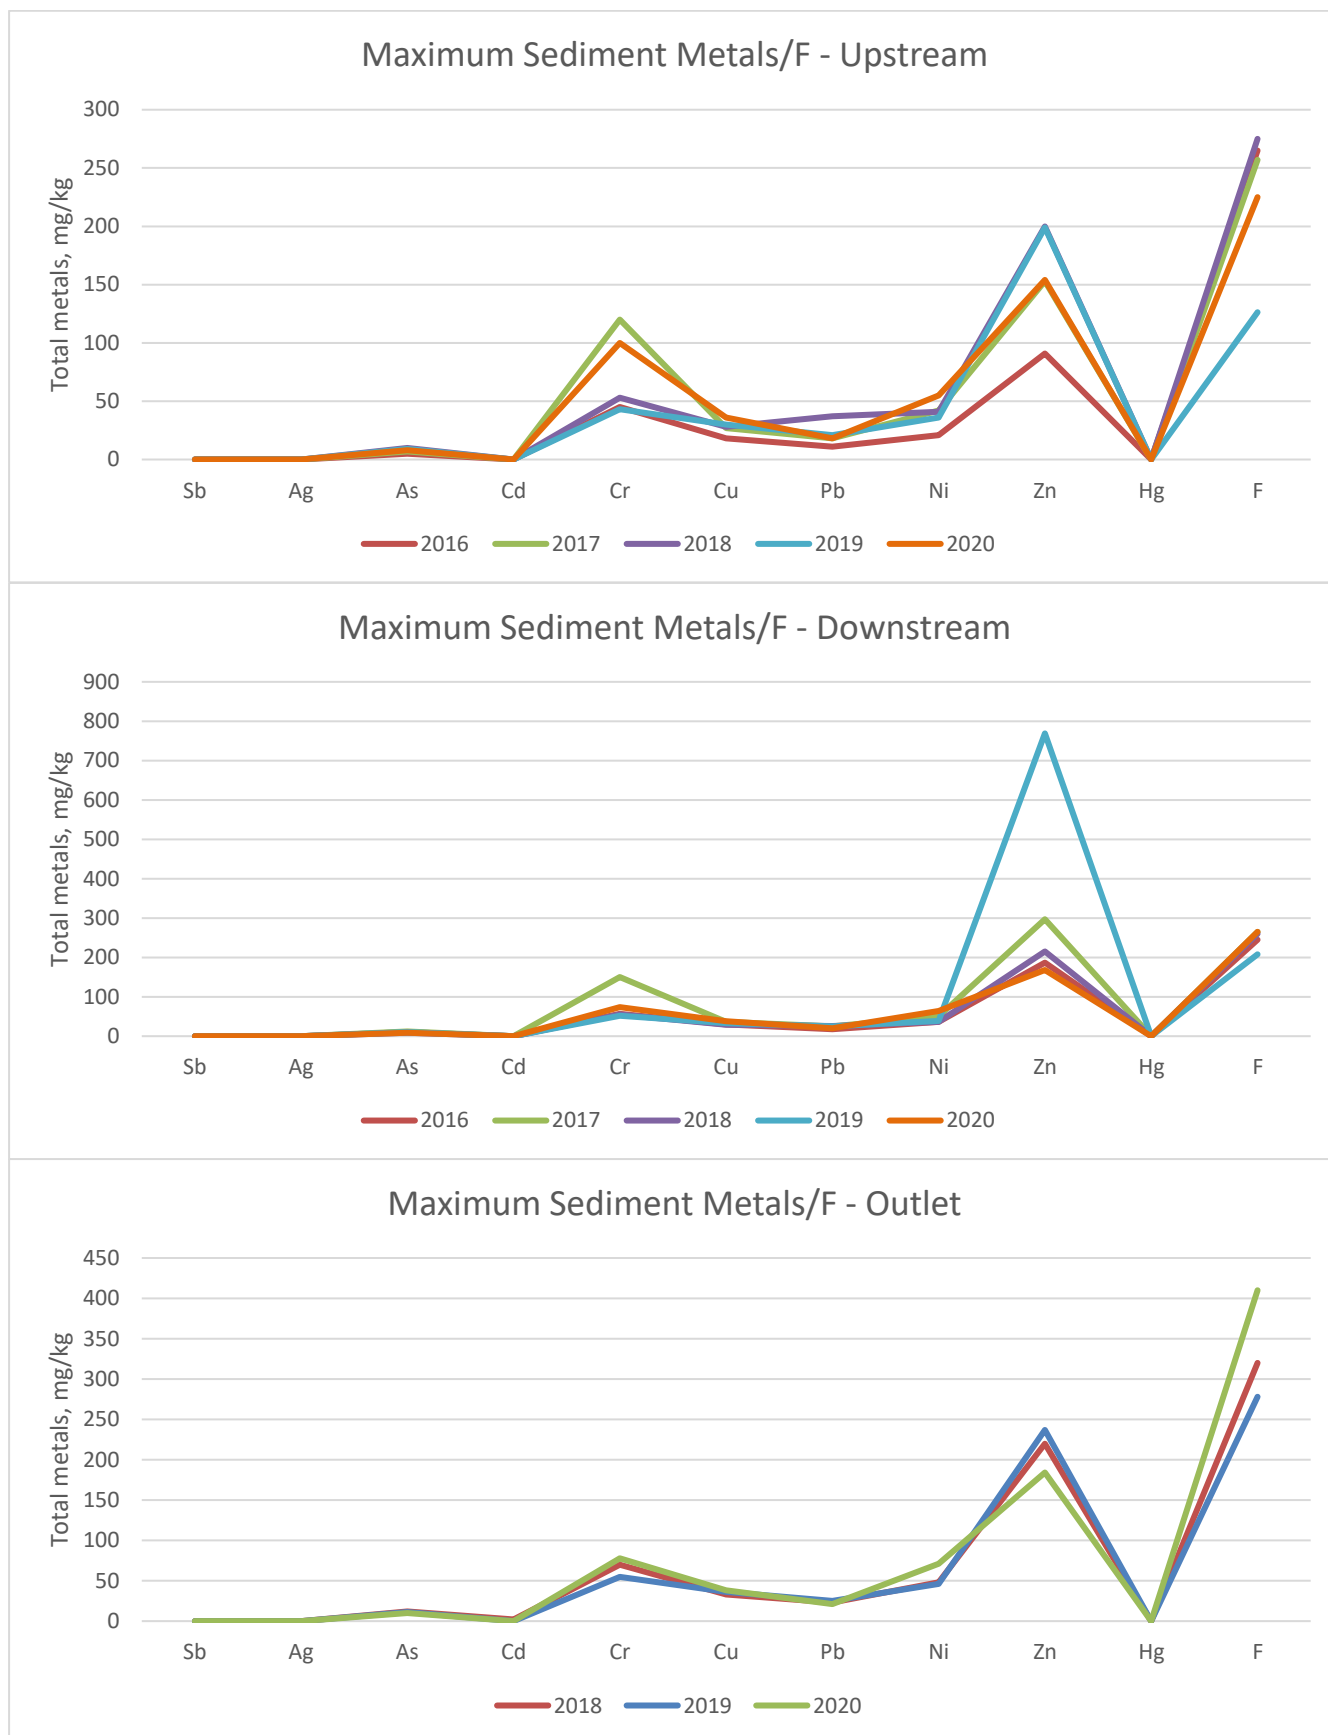 Maximum Sediment Metals/F - Upstream
Total metals, mg/kg
300
250
200
150
100
50
0
Sb Ag As Cd Cr Cu Pb Ni Zn Hg F
2016 2017 2018 2019 2020
Maximum Sediment Metals/F - Downstream
Total metals, mg/kg
900
800
700
600
500
400
300
200
100
0
Sb Ag As Cd Cr Cu Pb Ni Zn Hg F
2016 2017 2018 2019 2020
Maximum Sediment Metals/F - Outlet
Total metals, mg/kg
450
400
350
300
250
200
150
100
50
0
Sb Ag As Cd Cr Cu Pb Ni Zn Hg F
2018 2019 2020